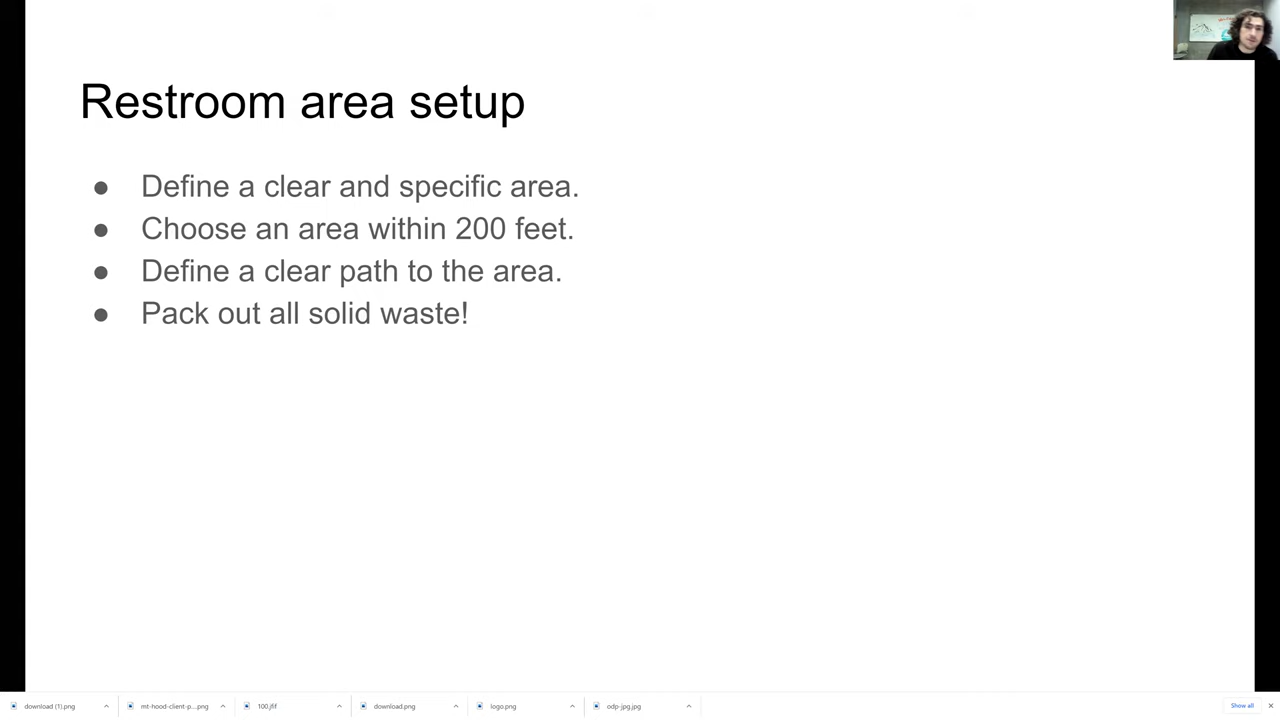 Restroom area setup
● Define a clear and specific area.
● Choose an area within 200 feet.
● Define a clear path to the area.
● Pack out all solid waste!
download (1).png
mt-hood-client-p....png
100.jfif
download.png
logo.png
odp-jpg.jpg
Show all